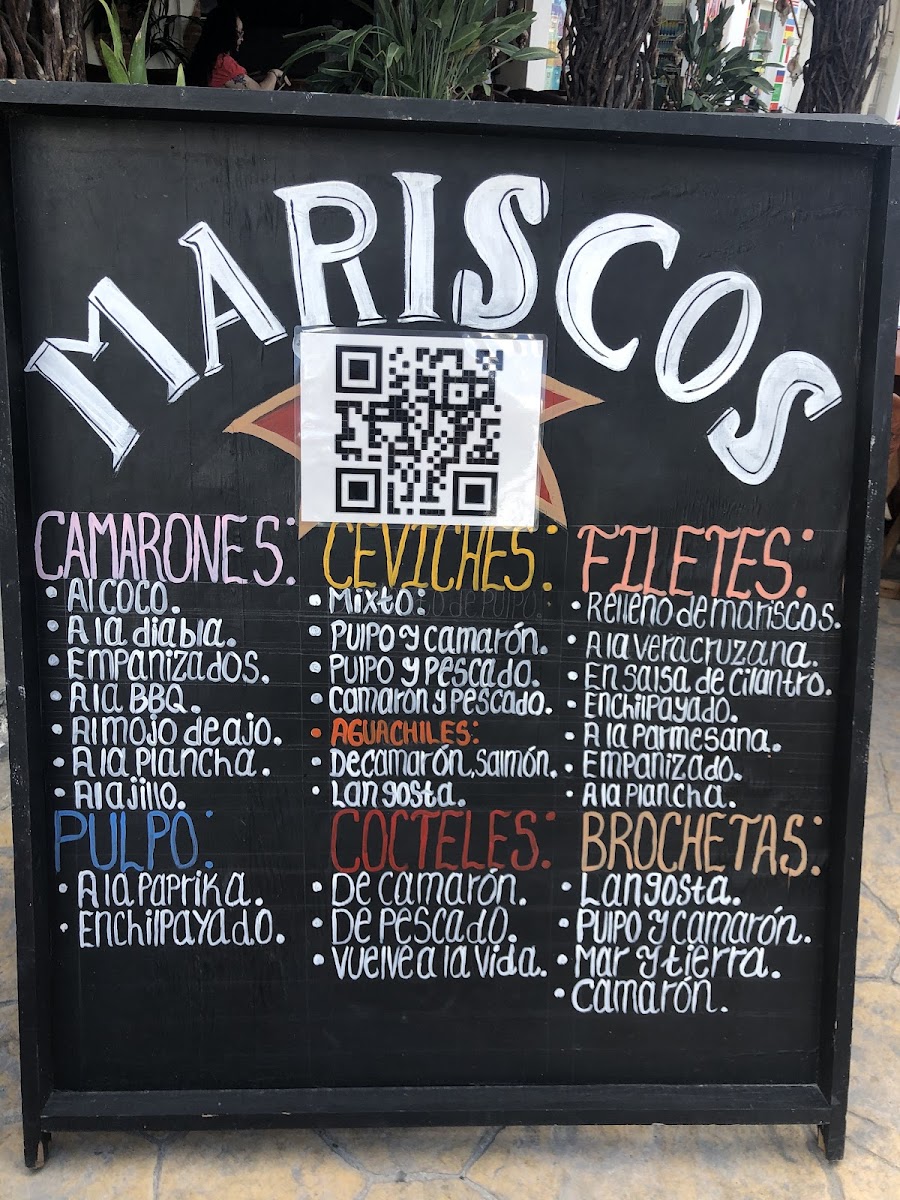 MARISCOS
CAMARONES:
• Al COCO.
• A la diabla.
• EMPANIZADOS.
• A la BBQ.
• Al mojo de ajo.
• A la Plancha.
• Al ajillo.
PULPO:
• A la PaPrika.
• ENChilPaYado.
CEVICHES:
• Mixto:
• PulPo y camarón.
• PulPo y Pescado.
• Camarón y Pescado.
• AGUACHILES:
• De camarón, salmón.
• Langosta.
COCTELES:
• De camarón.
• De Pescado.
• Vuelve a la vida.
FILETES:
• Relleno de mariscos.
• A la veracruzana.
• En salsa de cilantro.
• EnchilPayado.
• A la Parmesana.
• Empanizado.
• A la Plancha.
BROCHETAS:
• Langosta.
• PulPo y camarón.
• Mar y tierra.
• Camarón.